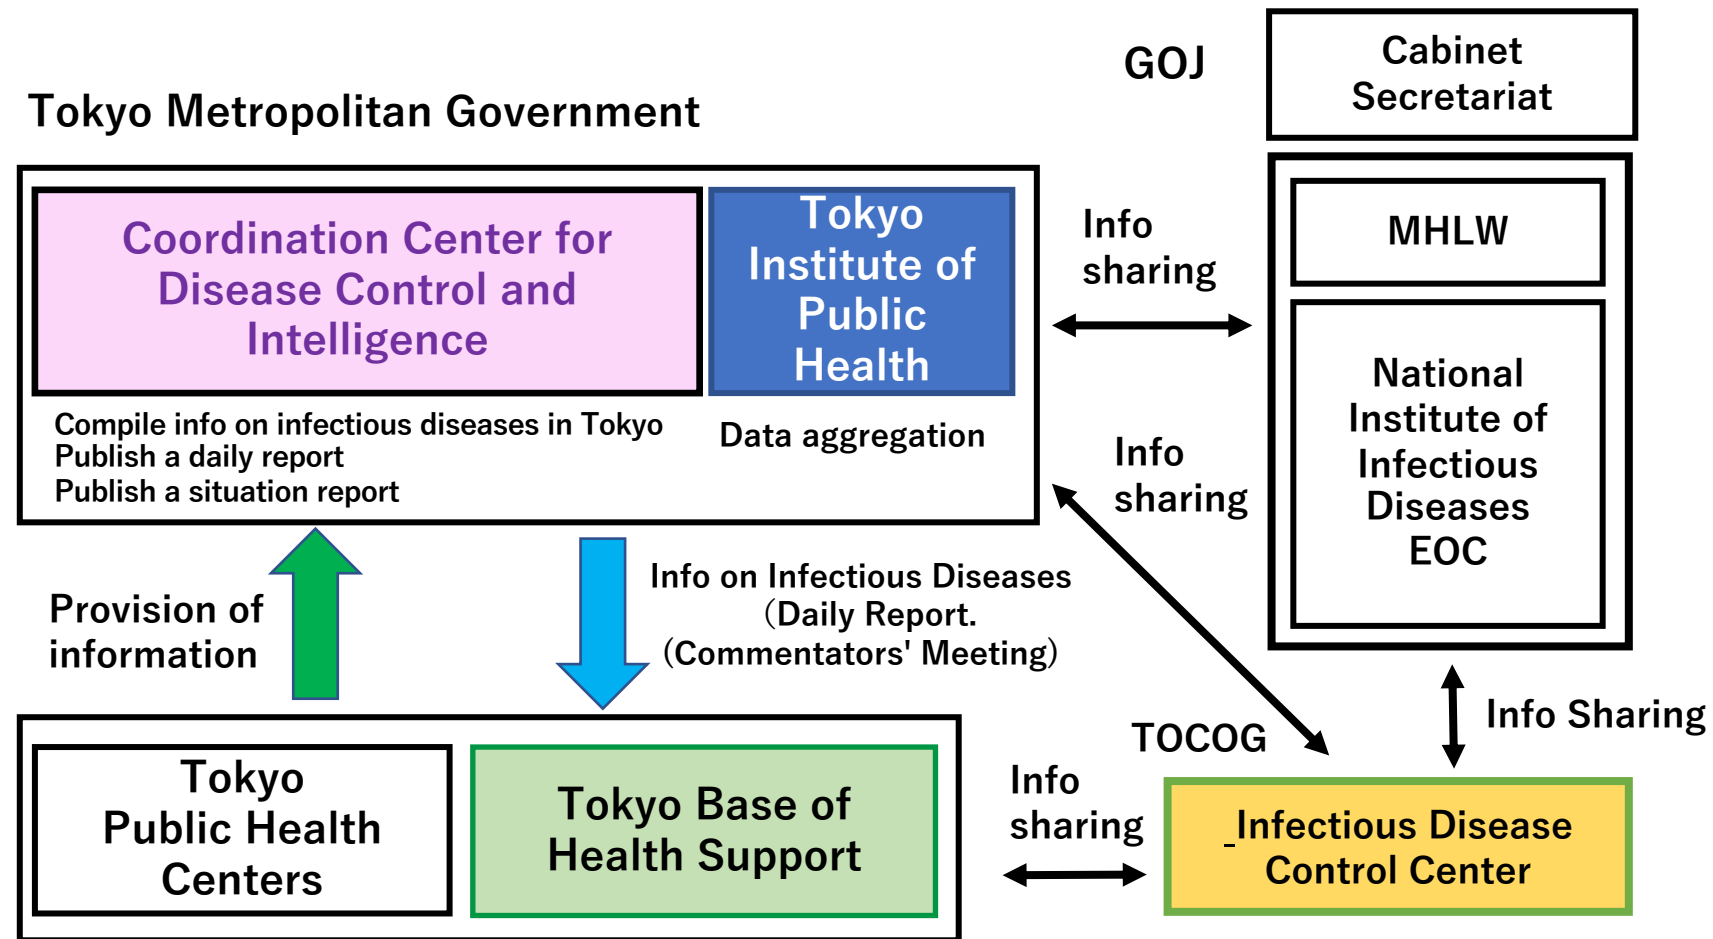 GOJ
Cabinet
Secretariat
Tokyo Metropolitan Government
Coordination Center for
Disease Control and
Intelligence
Tokyo
Institute of
Public
Health
Compile info on infectious diseases in Tokyo
Publish a daily report
Publish a situation report
Data aggregation
Info
sharing
MHLW
National
Institute of
Infectious
Diseases
EOC
Info
sharing
Provision of
information
Info on Infectious Diseases
（Daily Report.
（Commentators' Meeting）
Info Sharing
TOCOG
Tokyo
Public Health
Centers
Tokyo Base of
Health Support
Info
sharing
_Infectious Disease
Control Center